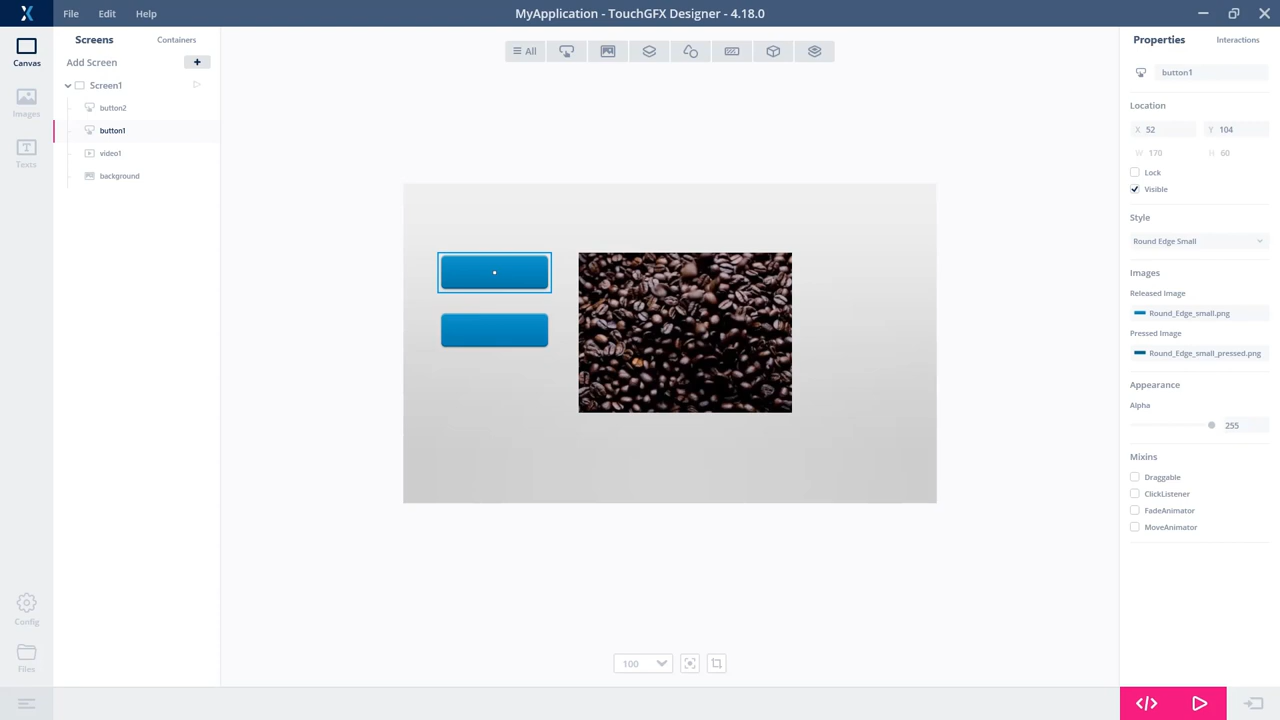 File Edit Help
MyApplication - TouchGFX Designer - 4.18.0
Canvas
Images
Texts
Config
Files
Screens Containers
Add Screen
Screen1
button2
button1
video1
background
All
100
Properties Interactions
button1
Location
X 52 Y 104
W 170 H 60
Lock
Visible
Style
Round Edge Small
Images
Released Image
Round_Edge_small.png
Pressed Image
Round_Edge_small_pressed.png
Appearance
Alpha
255
Mixins
Draggable
ClickListener
FadeAnimator
MoveAnimator